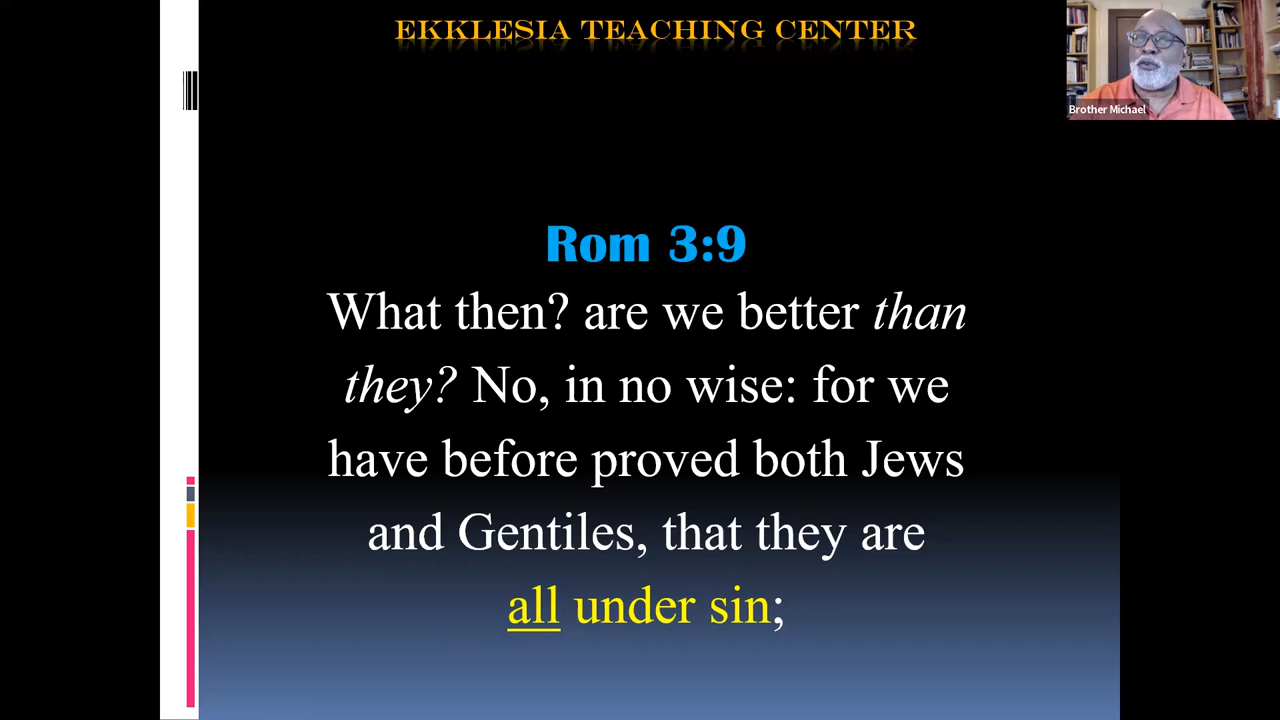 EKKLESIA TEACHING CENTER
Brother Michael
Rom 3:9
What then? are we better than
they? No, in no wise: for we
have before proved both Jews
and Gentiles, that they are
all under sin;